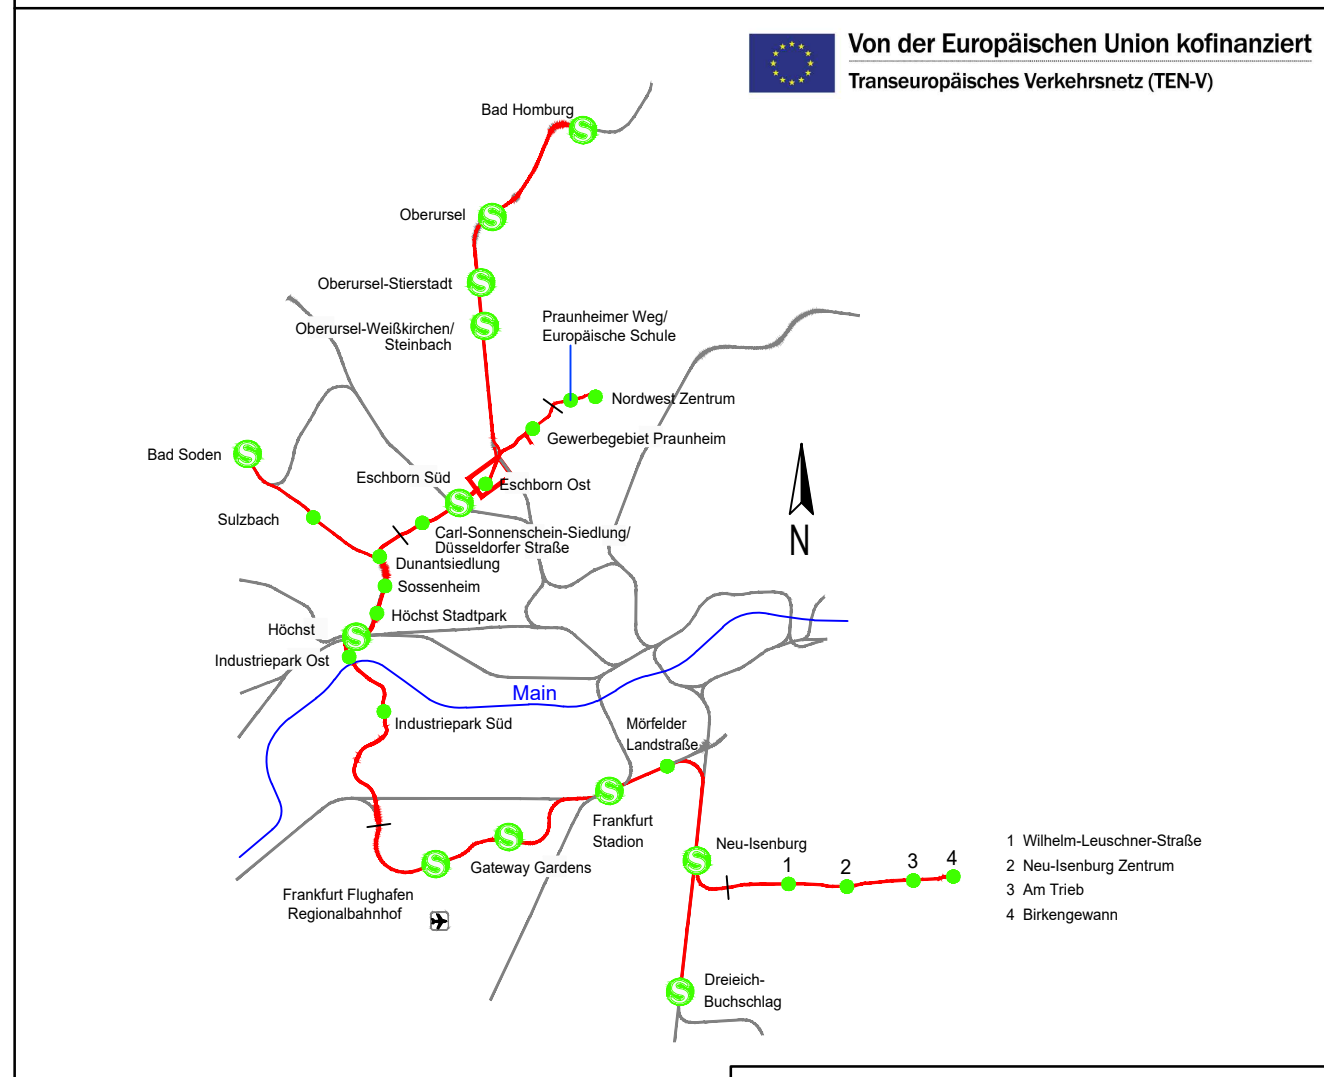 Von der Europäischen Union kofinanziert
Transeuropäisches Verkehrsnetz (TEN-V)
Bad Homburg
Oberursel
Oberursel-Stierstadt
Oberursel-Weißkirchen/
Steinbach
Praunheimer Weg/
Europäische Schule
Nordwest Zentrum
Gewerbegebiet Praunheim
Bad Soden
Eschborn Süd
Eschborn Ost
Sulzbach
Carl-Sonnenschein-Siedlung/
Düsseldorfer Straße
Dunantsiedlung
Sossenheim
Höchst Stadtpark
Höchst
Industriepark Ost
Main
Industriepark Süd
Mörfelder
Landstraße
Frankfurt
Stadion
Gateway Gardens
Frankfurt Flughafen
Regionalbahnhof
Neu-Isenburg
1
2
3
4
Dreieich-
Buchschlag
N
1 Wilhelm-Leuschner-Straße
2 Neu-Isenburg Zentrum
3 Am Trieb
4 Birkengewann
S
S
S
S
S
S
S
S
S
S
S
S